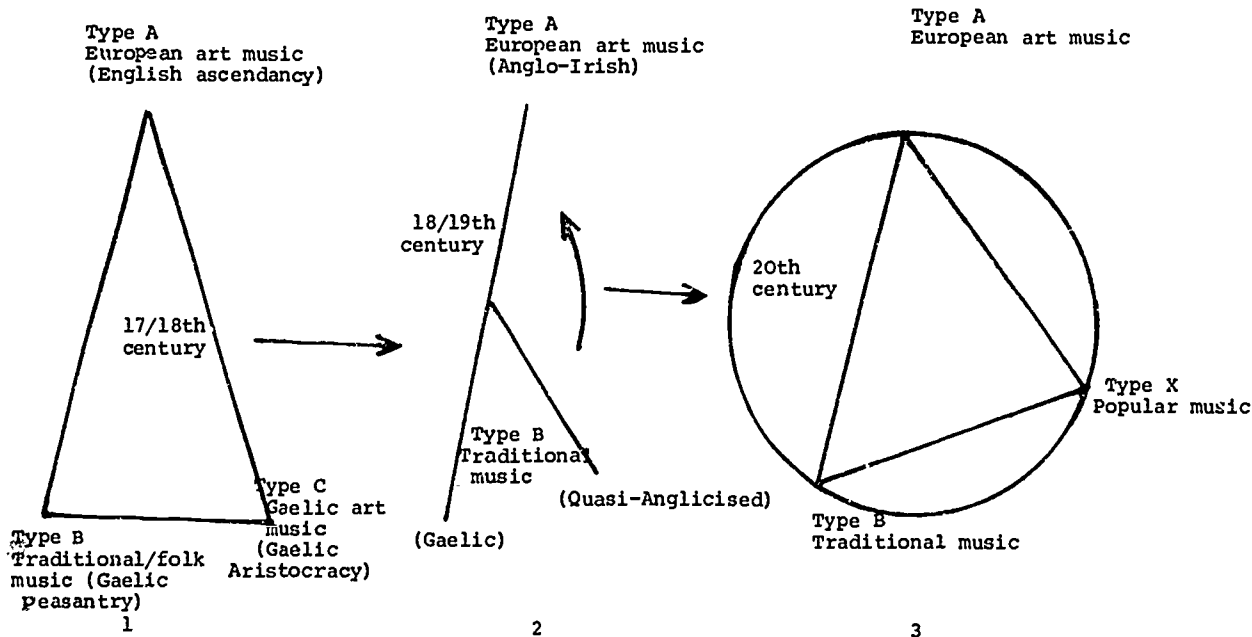 Type A
European art music
(English ascendancy)
17/18th
century
Type B
Traditional/folk
music (Gaelic
peasantry)
Type C
Gaelic art
music
(Gaelic
Aristocracy)
1
Type A
European art music
(Anglo-Irish)
18/19th
century
Type B
Traditional
music
(Quasi-Anglicised)
(Gaelic)
2
Type A
European art music
20th
century
Type X
Popular music
Type B
Traditional music
3